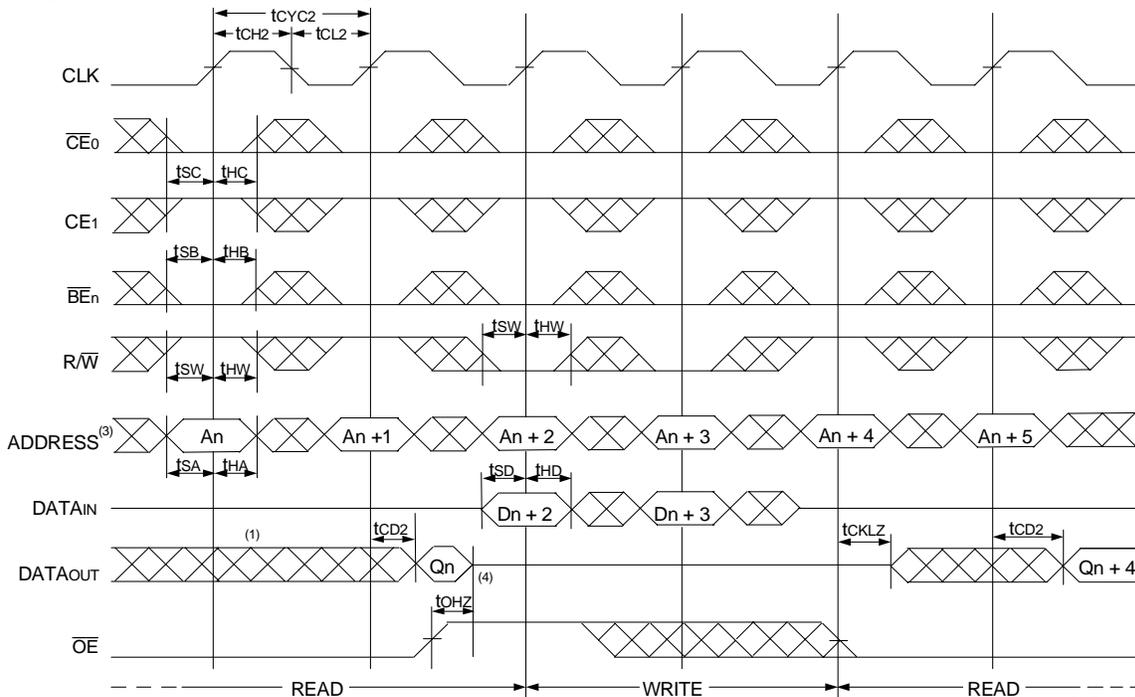 tCYC2
tCH2 tCL2
CLK
CE0
tSC tHC
CE1
tSB tHB
BEn
tSW tHW
R/W
tSW tHW
ADDRESS(3) An An +1 An + 2 An + 3 An + 4 An + 5
tSA tHA tSD tHD
DATAIN Dn + 2 Dn + 3
(1) tCD2 tCKLZ tCD2
DATAOUT Qn (4) Qn + 4
tOHZ
OE
READ WRITE READ